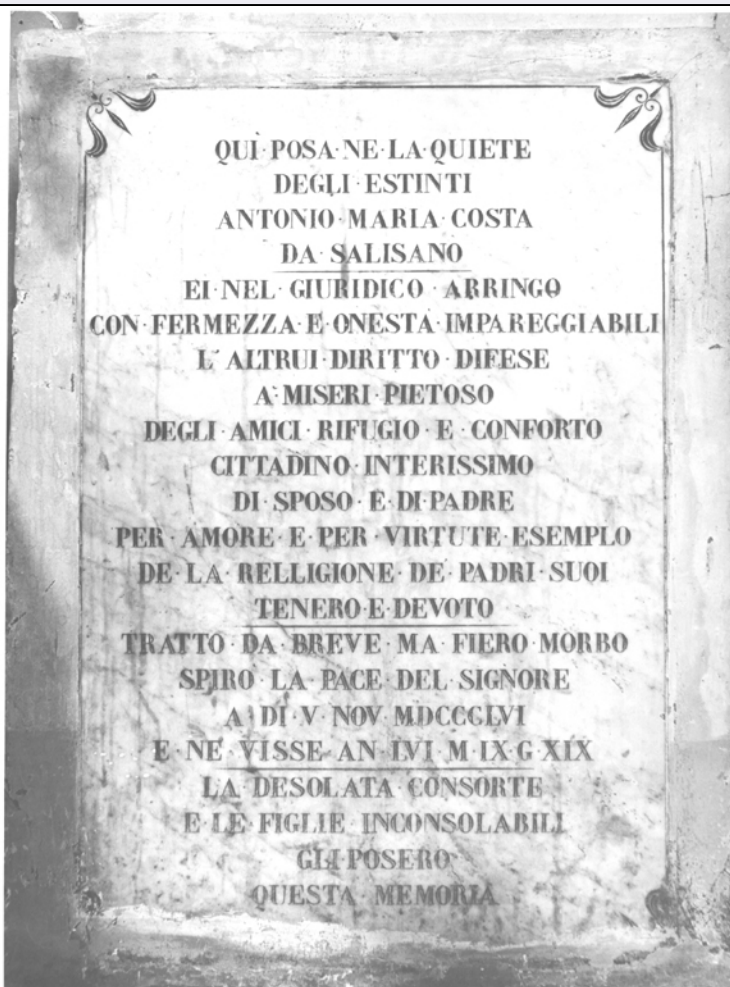 QUÌ·POSA·NE·LA·QUIETE
DEGLI·ESTINTI
ANTONIO·MARIA·COSTA
DA·SALISANO
EI·NEL·GIURIDICO·ARRINGO
CON·FERMEZZA·E·ONESTÀ·IMPAREGGIABILI
L'ALTRUI·DIRITTO·DIFESE
A'·MISERI·PIETOSO
DEGLI·AMICI·RIFUGIO·E·CONFORTO
CITTADINO·INTERISSIMO
DI·SPOSO·E·DI·PADRE
PER·AMORE·E·PER·VIRTUTE·ESEMPLO
DE·LA·RELLIGIONE·DE·PADRI·SUOI
TENERO·E·DEVOTO
TRATTO·DA·BREVE·MA·FIERO·MORBO
SPIRO·LA·PACE·DEL·SIGNORE
A·DI·V·NOV·MDCCCLVI
E·NE·VISSE·AN·LVI·M·IX·G·XIX
LA·DESOLATA·CONSORTE
E·LE·FIGLIE·INCONSOLABILI
GLI·POSERO
QUESTA·MEMORIA